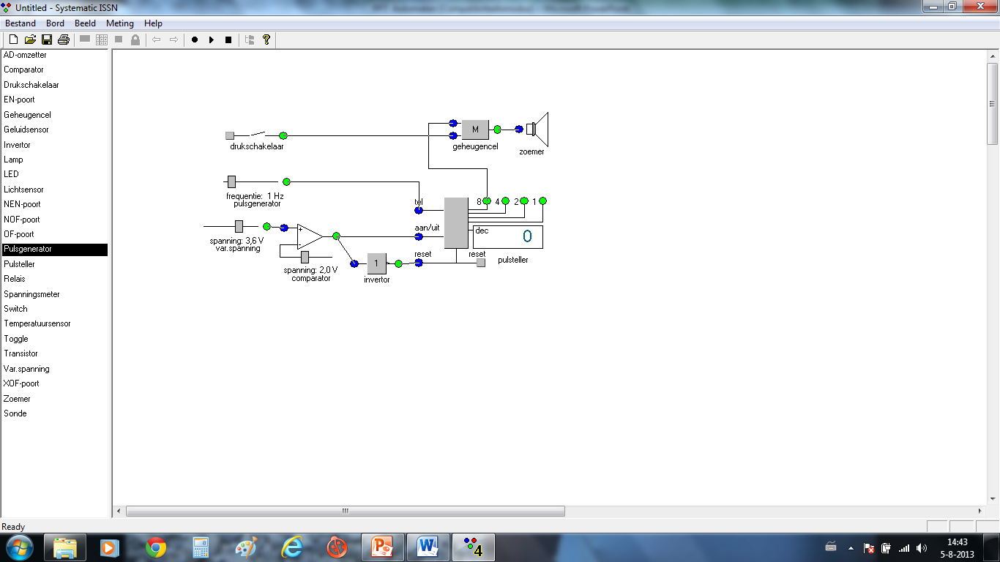 Untitled - Systematic ISSN
Bestand Bord Beeld Meting Help
AD-omzetter
Comparator
Drukschakelaar
EN-poort
Geheugencel
Geluidsensor
Invertor
Lamp
LED
Lichtsensor
NEN-poort
NOF-poort
OF-poort
Pulsgenerator
Pulsteller
Relais
Spanningsmeter
Switch
Temperatuursensor
Toggle
Transistor
Var.spanning
XOF-poort
Zoemer
Sonde
M
drukschakelaar
geheugencel
zoemer
frequentie: 1 Hz
pulsgenerator
tel
8 4 2 1
aan/uit
dec
0
+
-
spanning: 3,6 V
var.spanning
reset
reset
pulsteller
1
spanning: 2,0 V
comparator
invertor
Ready
4
14:43
5-8-2013